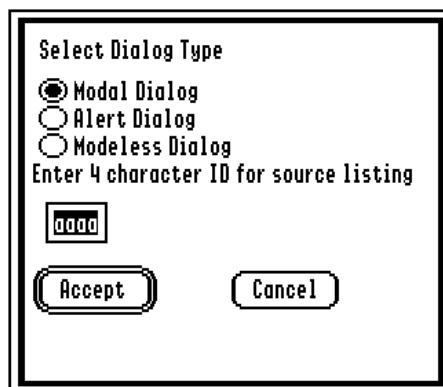 Select Dialog Type
Modal Dialog
Alert Dialog
Modeless Dialog
Enter 4 character ID for source listing
aaaa
Accept Cancel